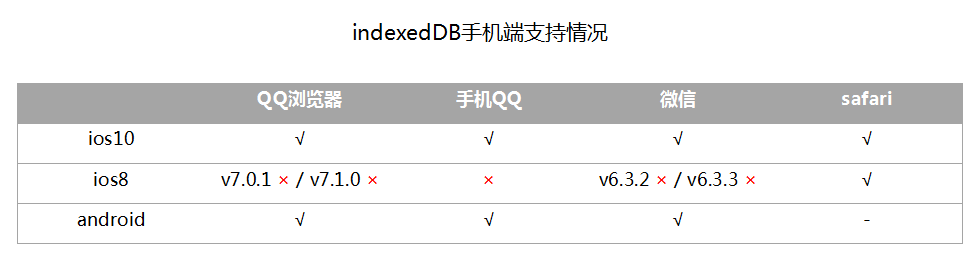 indexedDB手机端支持情况
QQ浏览器 手机QQ 微信 safari
ios10 √ √ √ √
ios8 v7.0.1 × / v7.1.0 × × v6.3.2 × / v6.3.3 × √
android √ √ √ -